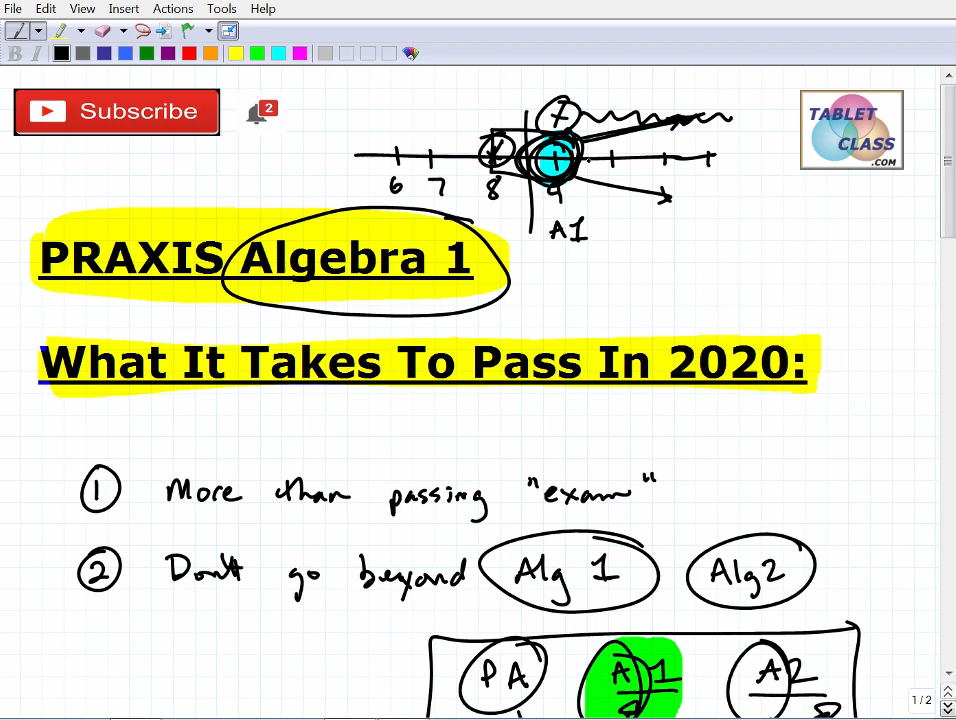 File Edit View Insert Actions Tools Help
B I
Subscribe
2
TABLET
CLASS
.COM
6 7 8 9
A1
PRAXIS Algebra 1
What It Takes To Pass In 2020:
1 More than passing "exam"
2 Don't go beyond Alg 1 Alg2
PA A1 A2
1 / 2